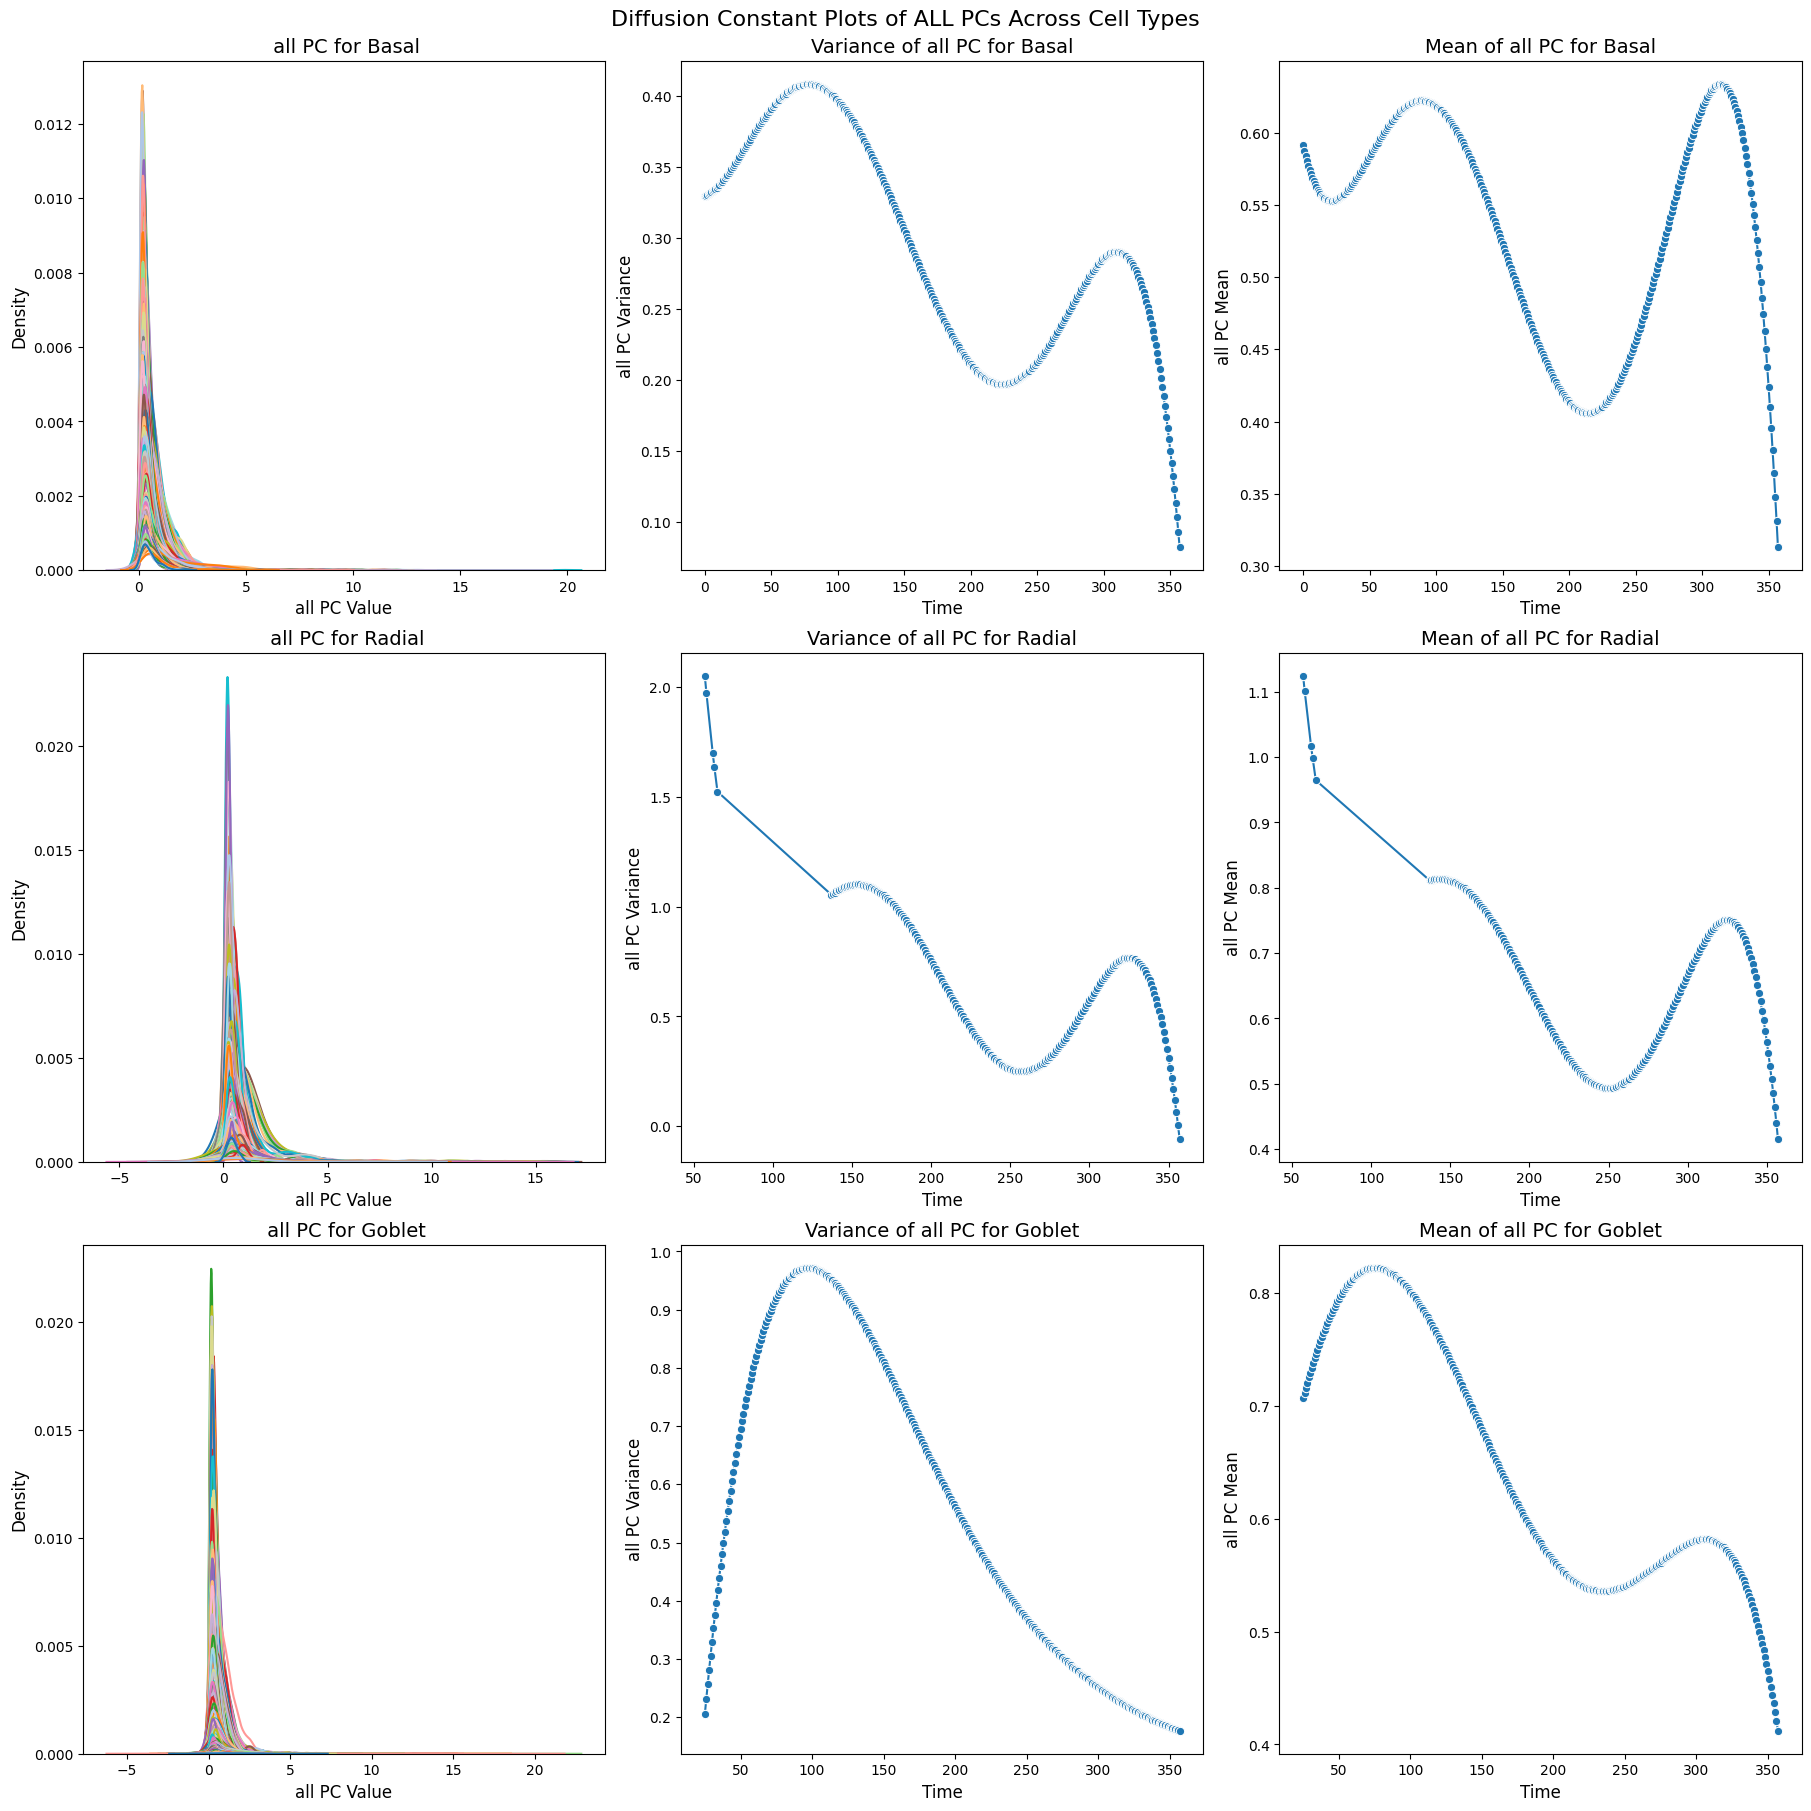 Diffusion Constant Plots of ALL PCs Across Cell Types
all PC for Basal
Density
0.012
0.010
0.008
0.006
0.004
0.002
0.000
0 5 10 15 20
all PC Value
Variance of all PC for Basal
all PC Variance
0.40
0.35
0.30
0.25
0.20
0.15
0.10
0 50 100 150 200 250 300 350
Time
Mean of all PC for Basal
all PC Mean
0.60
0.55
0.50
0.45
0.40
0.35
0.30
0 50 100 150 200 250 300 350
Time
all PC for Radial
Density
0.020
0.015
0.010
0.005
0.000
−5 0 5 10 15
all PC Value
Variance of all PC for Radial
all PC Variance
2.0
1.5
1.0
0.5
0.0
50 100 150 200 250 300 350
Time
Mean of all PC for Radial
all PC Mean
1.1
1.0
0.9
0.8
0.7
0.6
0.5
0.4
50 100 150 200 250 300 350
Time
all PC for Goblet
Density
0.020
0.015
0.010
0.005
0.000
−5 0 5 10 15 20
all PC Value
Variance of all PC for Goblet
all PC Variance
1.0
0.9
0.8
0.7
0.6
0.5
0.4
0.3
0.2
50 100 150 200 250 300 350
Time
Mean of all PC for Goblet
all PC Mean
0.8
0.7
0.6
0.5
0.4
50 100 150 200 250 300 350
Time